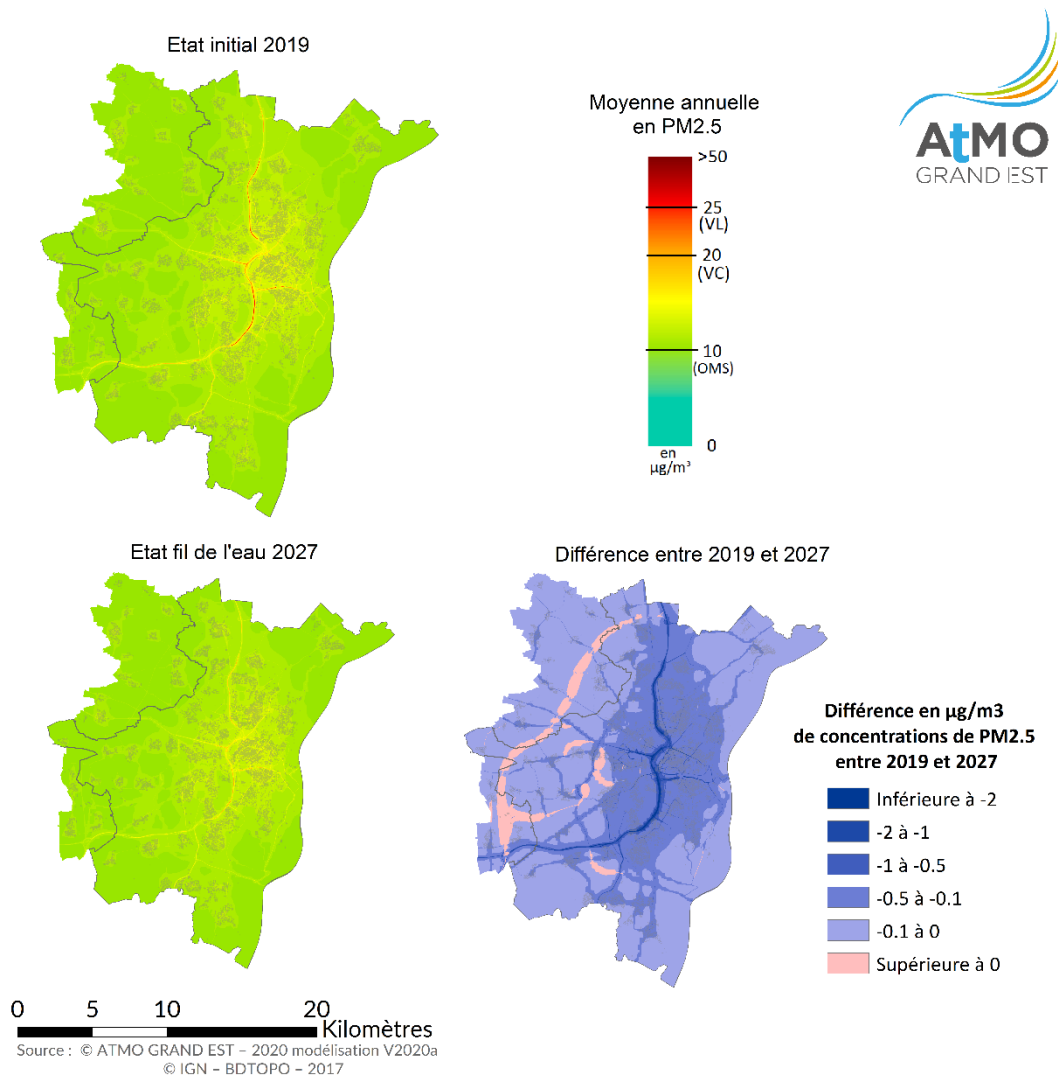 Etat initial 2019
Moyenne annuelle
en PM2.5
>50
25
(VL)
20
(VC)
10
(OMS)
0
en
µg/m³
AtMO
GRAND EST
Etat fil de l'eau 2027
Différence entre 2019 et 2027
Différence en µg/m3
de concentrations de PM2.5
entre 2019 et 2027
Inférieure à -2
-2 à -1
-1 à -0.5
-0.5 à -0.1
-0.1 à 0
Supérieure à 0
0 5 10 20
Kilomètres
Source : © ATMO GRAND EST – 2020 modélisation V2020a
© IGN – BDTOPO – 2017